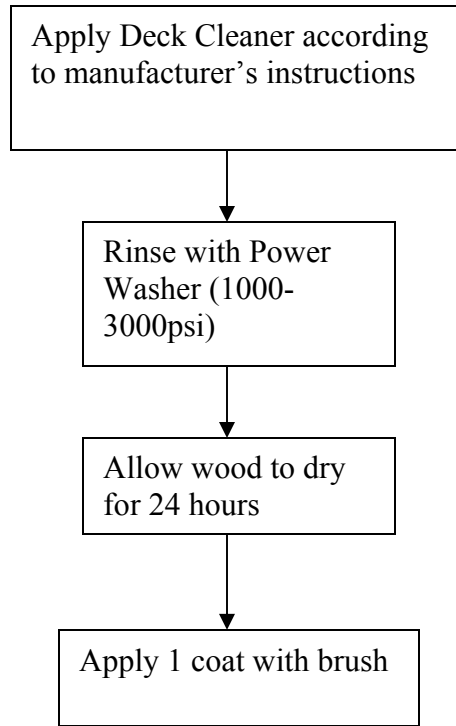 Apply Deck Cleaner according
to manufacturer’s instructions
Rinse with Power
Washer (1000-
3000psi)
Allow wood to dry
for 24 hours
Apply 1 coat with brush